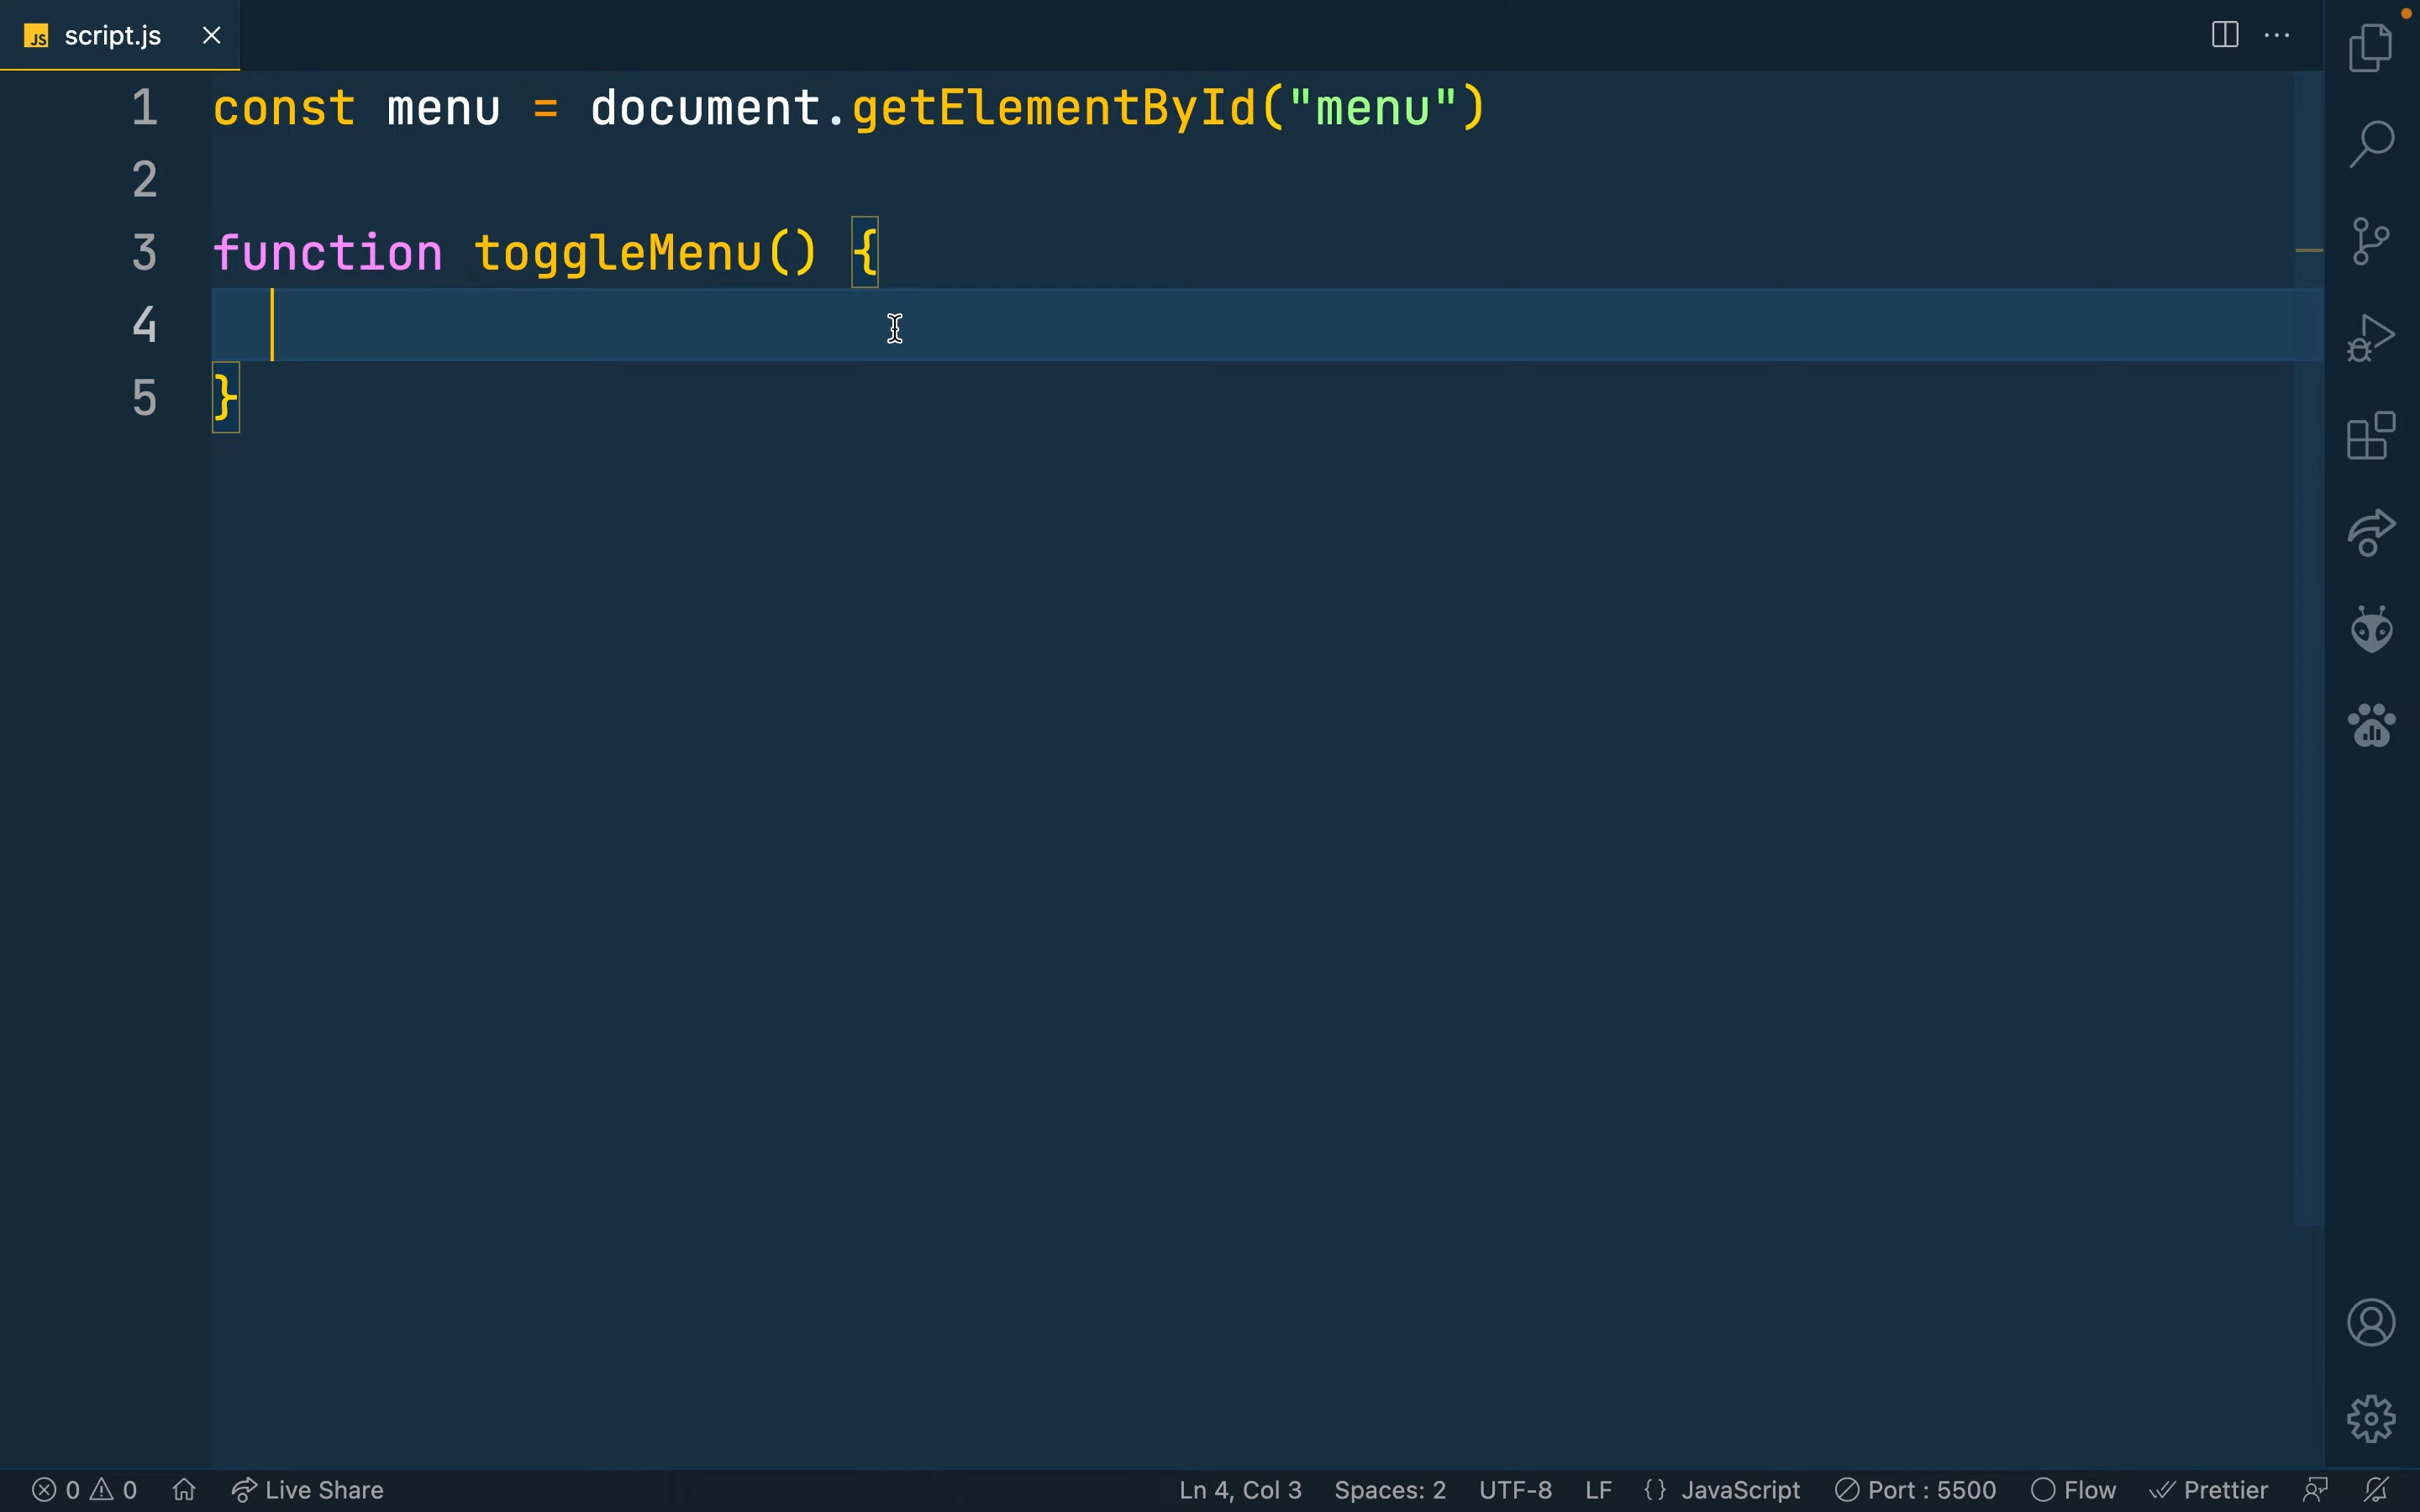 JS script.js
1 const menu = document.getElementById("menu")
2
3 function toggleMenu() {
4
5 }
0 0 Live Share Ln 4, Col 3 Spaces: 2 UTF-8 LF {} JavaScript Port : 5500 Flow Prettier